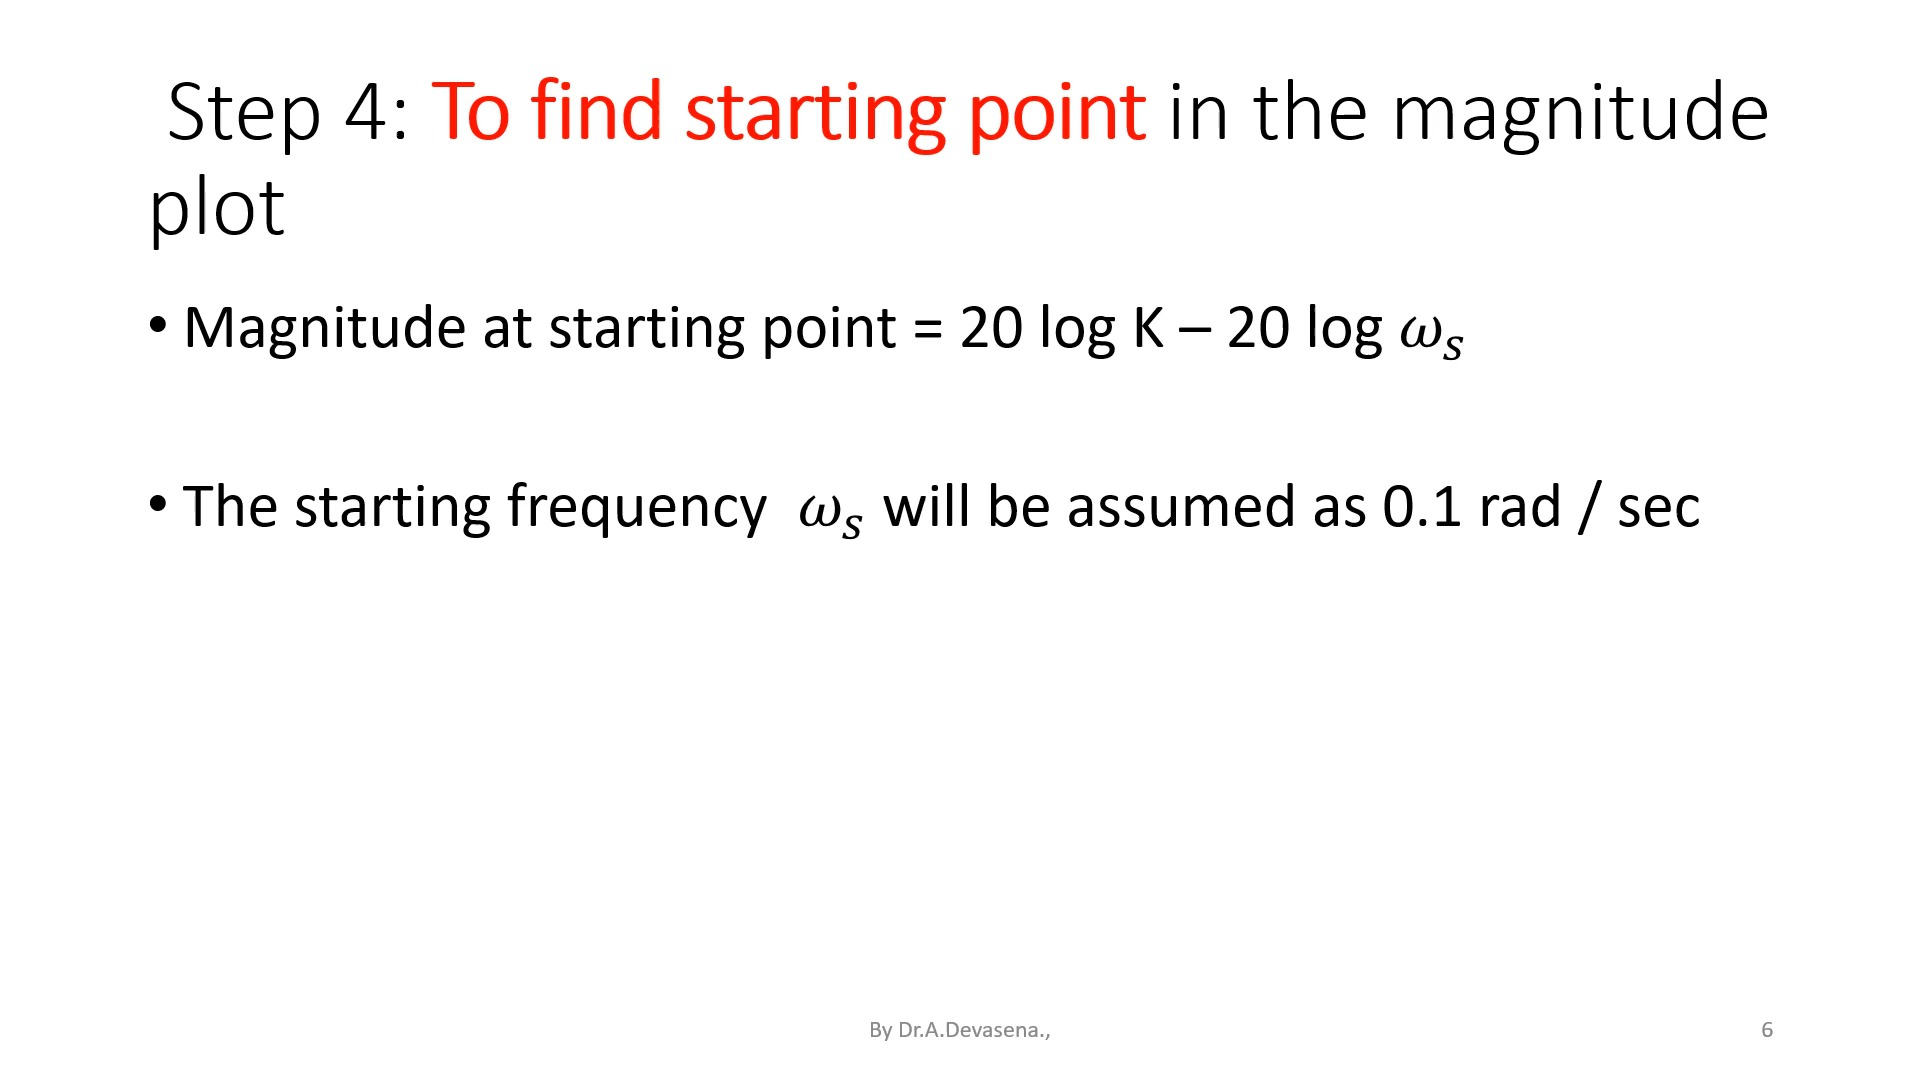 Step 4: To find starting point in the magnitude
plot
• Magnitude at starting point = 20 log K – 20 log 𝜔ₛ
• The starting frequency 𝜔ₛ will be assumed as 0.1 rad / sec
By Dr.A.Devasena.,
6